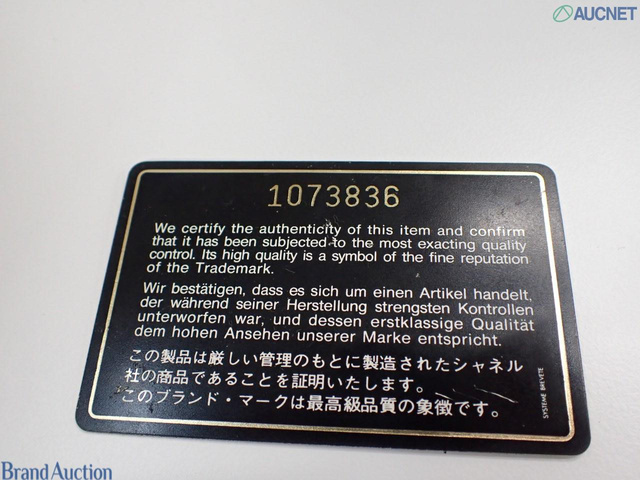 AUCNET
1073836
We certify the authenticity of this item and confirm
that it has been subjected to the most exacting quality
control. Its high quality is a symbol of the fine reputation
of the Trademark.
Wir bestätigen, dass es sich um einen Artikel handelt,
der während seiner Herstellung strengsten Kontrollen
unterworfen war, und dessen erstklassige Qualität
dem hohen Ansehen unserer Marke entspricht.
この製品は厳しい管理のもとに製造されたシャネル
社の商品であることを証明いたします。
このブランド・マークは最高級品質の象徴です。
SYSTEME BREVETE
Brand Auction